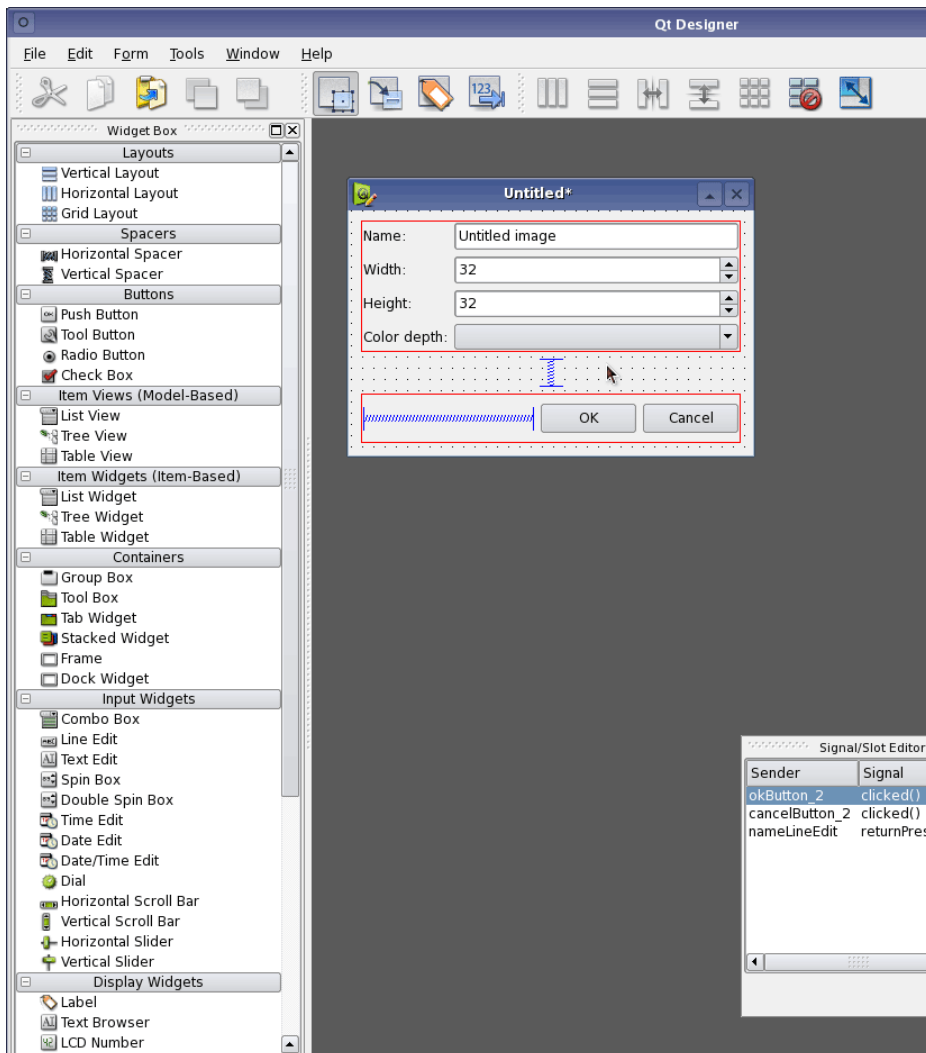 Qt Designer
File Edit Form Tools Window Help
123
Widget Box
Layouts
Vertical Layout
Horizontal Layout
Grid Layout
Spacers
Horizontal Spacer
Vertical Spacer
Buttons
Push Button
Tool Button
Radio Button
Check Box
Item Views (Model-Based)
List View
Tree View
Table View
Item Widgets (Item-Based)
List Widget
Tree Widget
Table Widget
Containers
Group Box
Tool Box
Tab Widget
Stacked Widget
Frame
Dock Widget
Input Widgets
Combo Box
Line Edit
Text Edit
Spin Box
Double Spin Box
Time Edit
Date Edit
Date/Time Edit
Dial
Horizontal Scroll Bar
Vertical Scroll Bar
Horizontal Slider
Vertical Slider
Display Widgets
Label
Text Browser
LCD Number
Untitled*
Name: Untitled image
Width: 32
Height: 32
Color depth:
OK Cancel
Signal/Slot Editor
Sender Signal
okButton_2 clicked()
cancelButton_2 clicked()
nameLineEdit returnPres